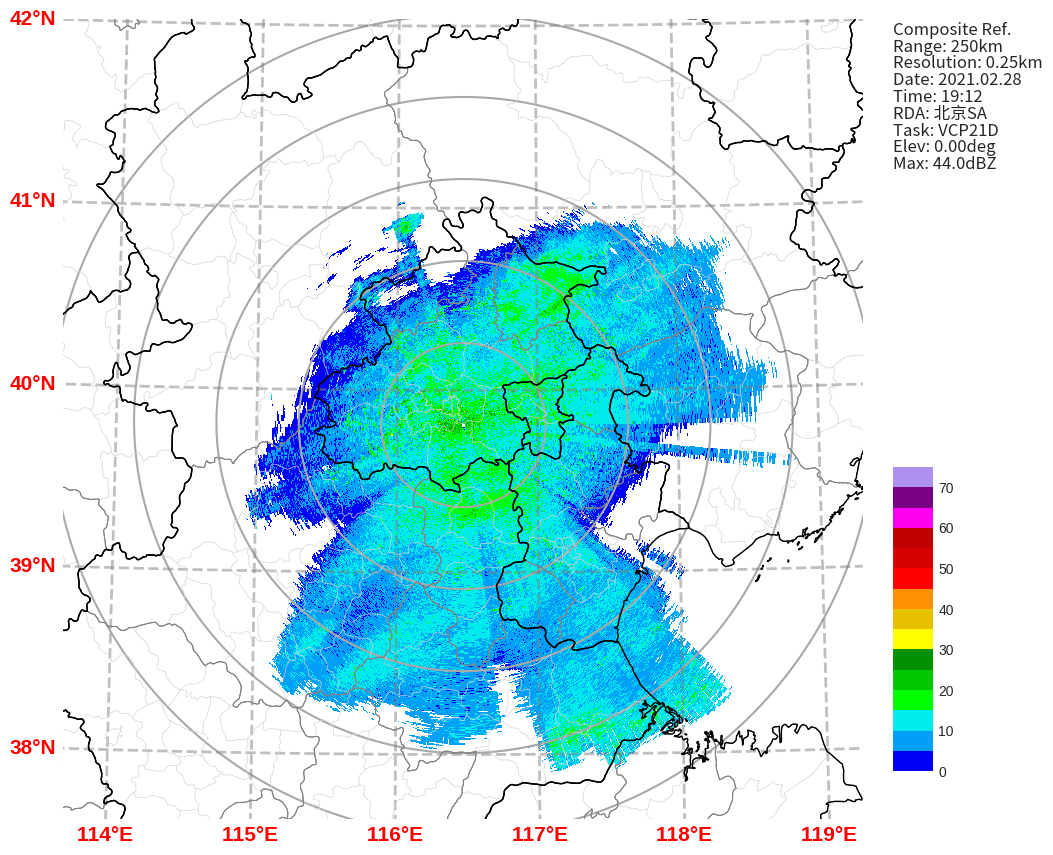 42°N
41°N
40°N
39°N
38°N
114°E 115°E 116°E 117°E 118°E 119°E
Composite Ref.
Range: 250km
Resolution: 0.25km
Date: 2021.02.28
Time: 19:12
RDA: 北京SA
Task: VCP21D
Elev: 0.00deg
Max: 44.0dBZ
70
60
50
40
30
20
10
0